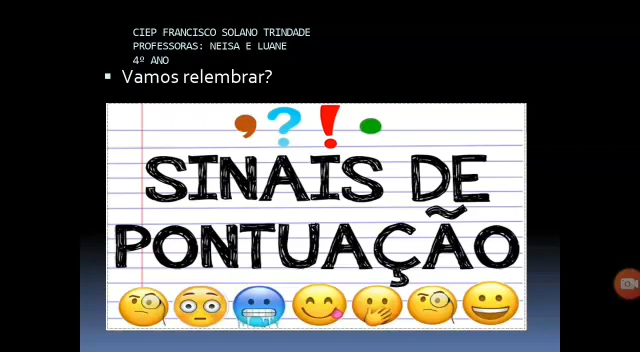 CIEP FRANCISCO SOLANO TRINDADE
PROFESSORAS: NEISA E LUANE
4º ANO
Vamos relembrar?
, ? ! .
SINAIS DE
PONTUAÇÃO